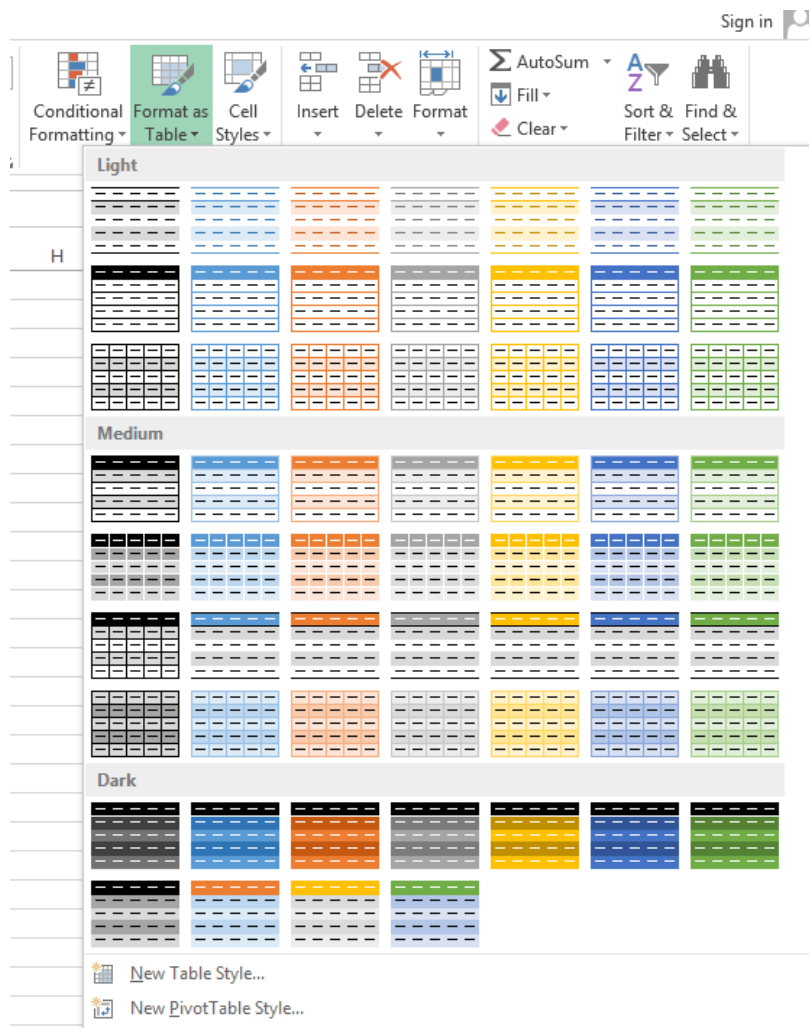 Sign in
Conditional Formatting
Format as Table
Cell Styles
Insert
Delete
Format
AutoSum
Fill
Clear
Sort & Filter
Find & Select
Light
H
Medium
Dark
New Table Style...
New PivotTable Style...